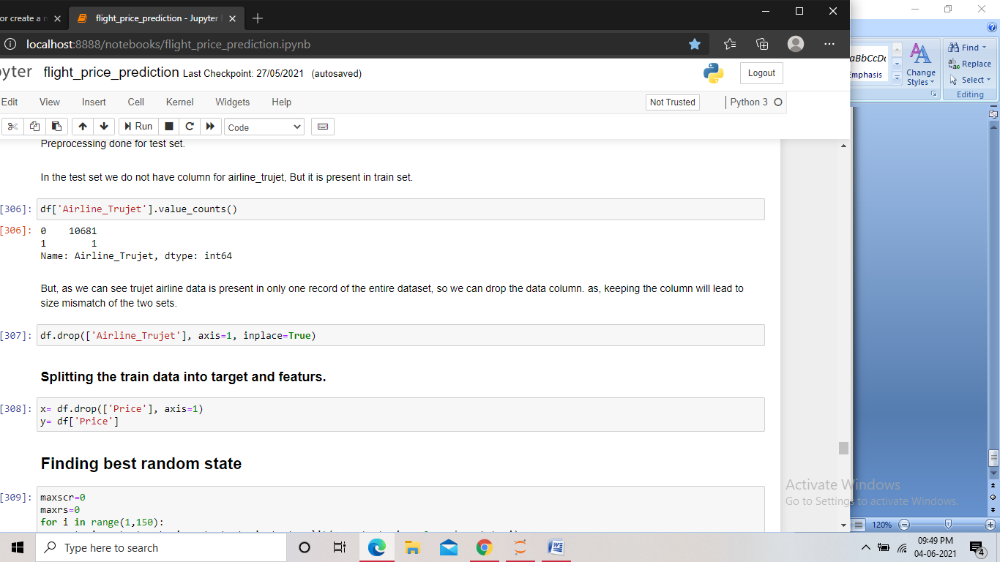 or create a
flight_price_prediction - Jupyter
localhost:8888/notebooks/flight_price_prediction.ipynb
yter flight_price_prediction Last Checkpoint: 27/05/2021 (autosaved)
Logout
Edit View Insert Cell Kernel Widgets Help
Not Trusted
Python 3
Run
Code
Preprocessing done for test set.
In the test set we do not have column for airline_trujet, But it is present in train set.
[306]: df['Airline_Trujet'].value_counts()
[306]: 0 10681
1 1
Name: Airline_Trujet, dtype: int64
But, as we can see trujet airline data is present in only one record of the entire dataset, so we can drop the data column. as, keeping the column will lead to
size mismatch of the two sets.
[307]: df.drop(['Airline_Trujet'], axis=1, inplace=True)
Splitting the train data into target and featurs.
[308]: x= df.drop(['Price'], axis=1)
y= df['Price']
Finding best random state
[309]: maxscr=0
maxrs=0
for i in range(1,150):
aBbCcDc
Emphasis
Change
Styles
Find
Replace
Select
Editing
Activate Windows
Go to Settings to activate Windows.
120%
Type here to search
09:49 PM
04-06-2021
4